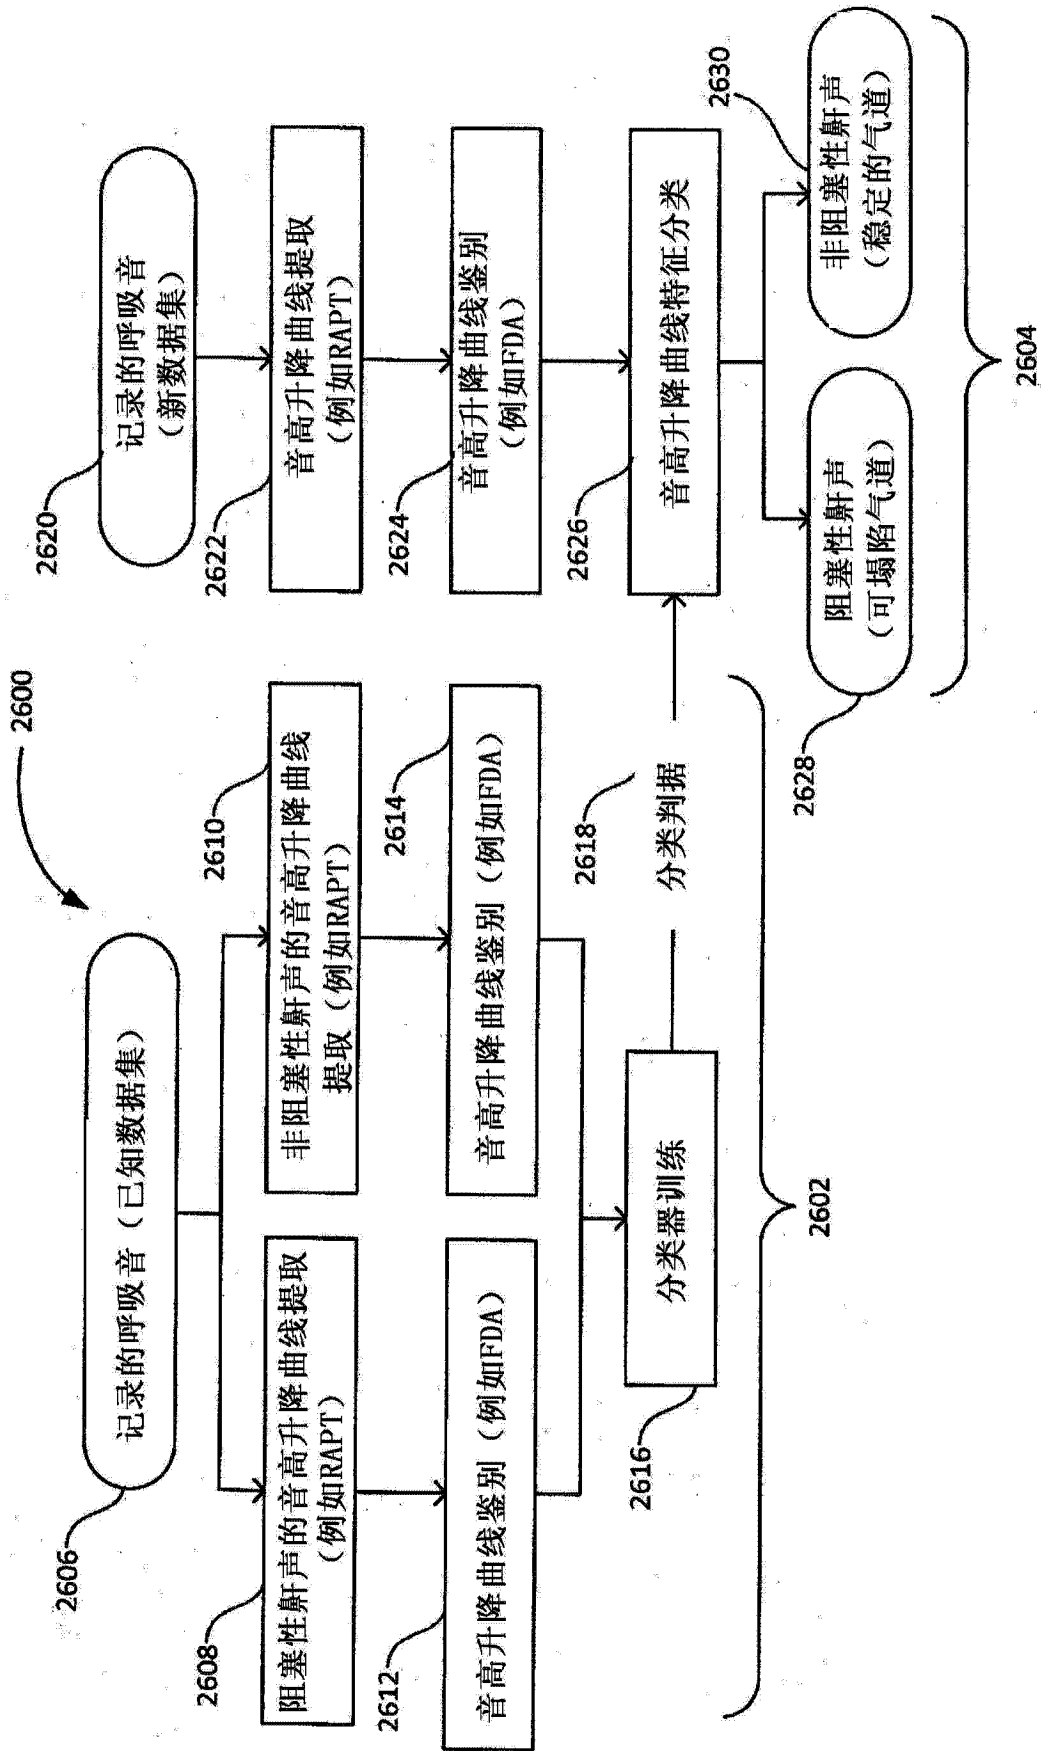 2600
2606
记录的呼吸音（已知数据集）
2608
阻塞性鼾声的音高升降曲线提取
（例如RAPT）
2610
非阻塞性鼾声的音高升降曲线
提取（例如RAPT）
2612
音高升降曲线鉴别（例如FDA）
2614
音高升降曲线鉴别（例如FDA）
2616
分类器训练
2618
分类判据
2602
2620
记录的呼吸音
（新数据集）
2622
音高升降曲线提取
（例如RAPT）
2624
音高升降曲线鉴别
（例如FDA）
2626
音高升降曲线特征分类
2628
阻塞性鼾声
（可塌陷气道）
2630
非阻塞性鼾声
（稳定的气道）
2604